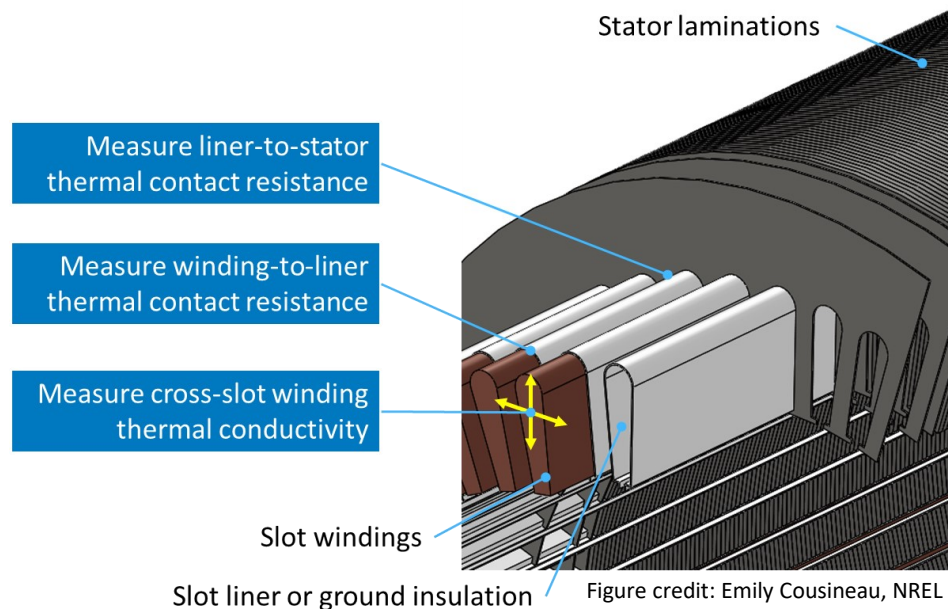 Stator laminations
Measure liner-to-stator
thermal contact resistance
Measure winding-to-liner
thermal contact resistance
Measure cross-slot winding
thermal conductivity
Slot windings
Slot liner or ground insulation
Figure credit: Emily Cousineau, NREL